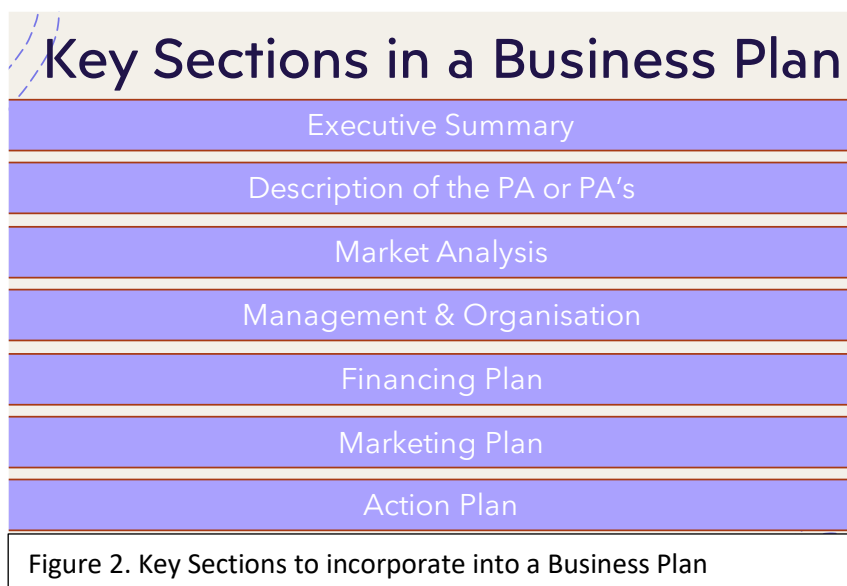 Key Sections in a Business Plan
Executive Summary
Description of the PA or PA's
Market Analysis
Management & Organisation
Financing Plan
Marketing Plan
Action Plan
Figure 2. Key Sections to incorporate into a Business Plan